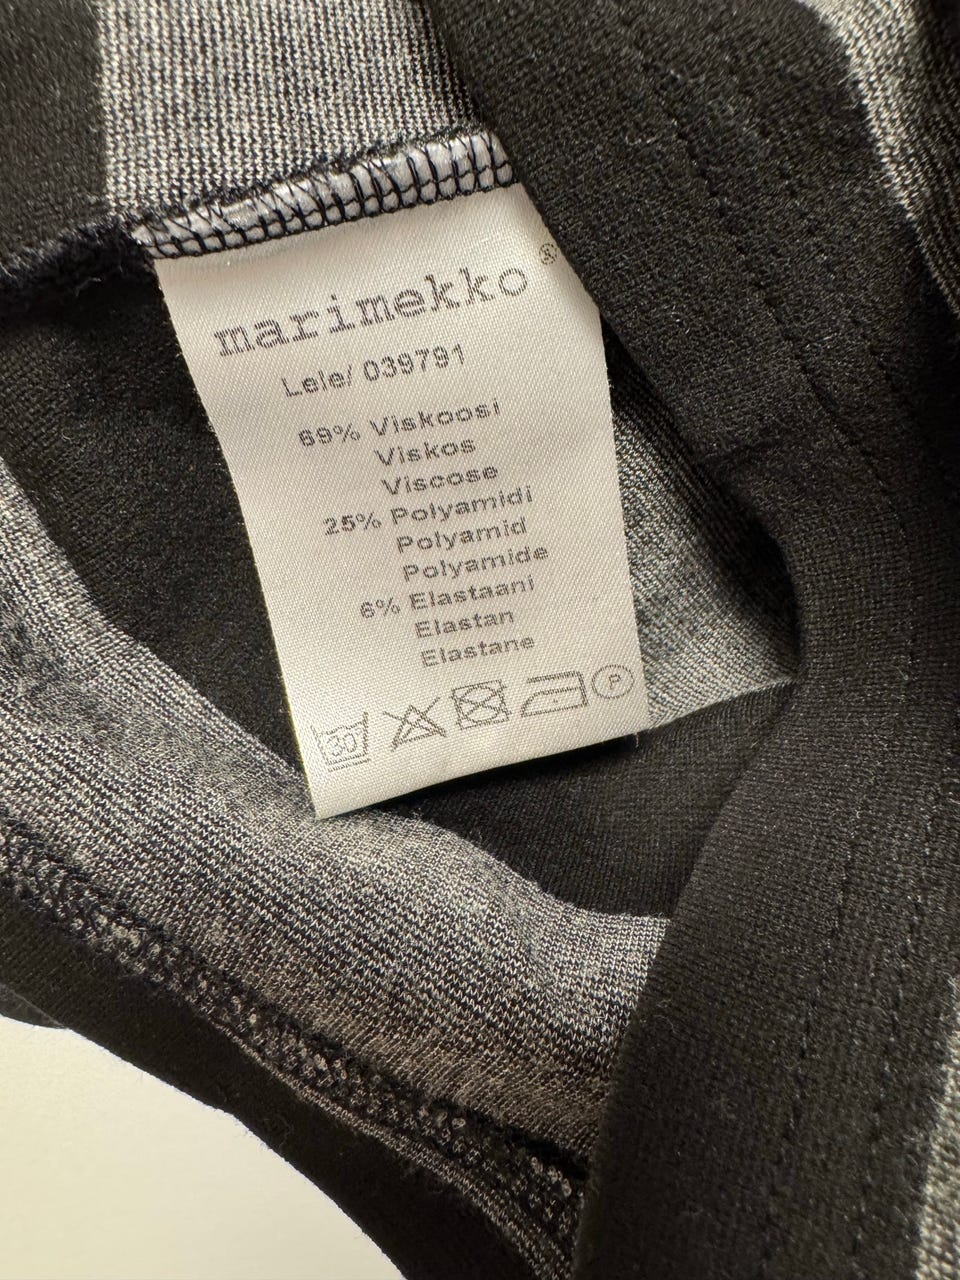 marimekko®
Lele/ 039791
69% Viskoosi
Viskos
Viscose
25% Polyamidi
Polyamid
Polyamide
6% Elastaani
Elastan
Elastane
30 P